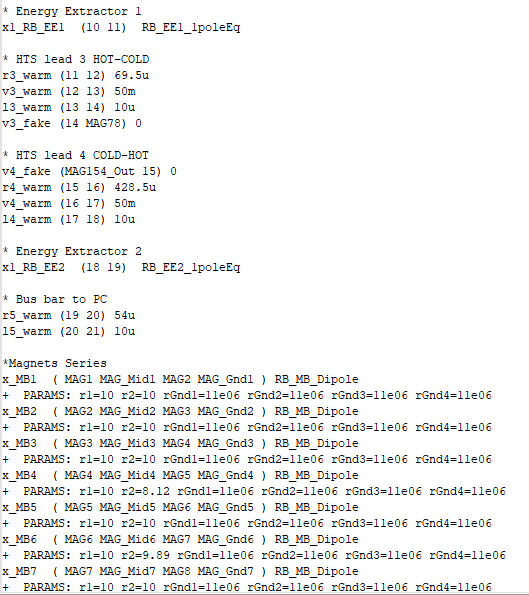 * Energy Extractor 1
x1_RB_EE1 (10 11) RB_EE1_1poleEq
* HTS lead 3 HOT-COLD
r3_warm (11 12) 69.5u
v3_warm (12 13) 50m
l3_warm (13 14) 10u
v3_fake (14 MAG78) 0
* HTS lead 4 COLD-HOT
v4_fake (MAG154_Out 15) 0
r4_warm (15 16) 428.5u
v4_warm (16 17) 50m
l4_warm (17 18) 10u
* Energy Extractor 2
x1_RB_EE2 (18 19) RB_EE2_1poleEq
* Bus bar to PC
r5_warm (19 20) 54u
l5_warm (20 21) 10u
*Magnets Series
x_MB1 ( MAG1 MAG_Mid1 MAG2 MAG_Gnd1 ) RB_MB_Dipole
+ PARAMS: r1=10 r2=10 rGnd1=11e06 rGnd2=11e06 rGnd3=11e06 rGnd4=11e06
x_MB2 ( MAG2 MAG_Mid2 MAG3 MAG_Gnd2 ) RB_MB_Dipole
+ PARAMS: r1=10 r2=10 rGnd1=11e06 rGnd2=11e06 rGnd3=11e06 rGnd4=11e06
x_MB3 ( MAG3 MAG_Mid3 MAG4 MAG_Gnd3 ) RB_MB_Dipole
+ PARAMS: r1=10 r2=10 rGnd1=11e06 rGnd2=11e06 rGnd3=11e06 rGnd4=11e06
x_MB4 ( MAG4 MAG_Mid4 MAG5 MAG_Gnd4 ) RB_MB_Dipole
+ PARAMS: r1=10 r2=8.12 rGnd1=11e06 rGnd2=11e06 rGnd3=11e06 rGnd4=11e06
x_MB5 ( MAG5 MAG_Mid5 MAG6 MAG_Gnd5 ) RB_MB_Dipole
+ PARAMS: r1=10 r2=10 rGnd1=11e06 rGnd2=11e06 rGnd3=11e06 rGnd4=11e06
x_MB6 ( MAG6 MAG_Mid6 MAG7 MAG_Gnd6 ) RB_MB_Dipole
+ PARAMS: r1=10 r2=9.89 rGnd1=11e06 rGnd2=11e06 rGnd3=11e06 rGnd4=11e06
x_MB7 ( MAG7 MAG_Mid7 MAG8 MAG_Gnd7 ) RB_MB_Dipole
+ PARAMS: r1=10 r2=10 rGnd1=11e06 rGnd2=11e06 rGnd3=11e06 rGnd4=11e06